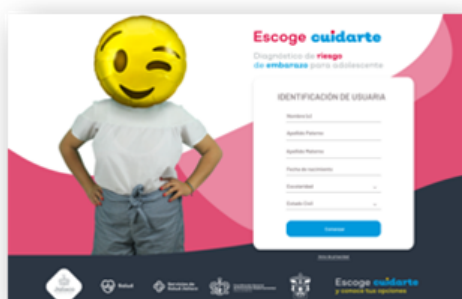 Escoge cuidarte
Diagnóstico de riesgo
de embarazo para adolescente
IDENTIFICACIÓN DE USUARIA
Nombre (s)
Apellido Paterno
Apellido Materno
Fecha de nacimiento
Escolaridad
Estado Civil
Jalisco
Salud
Servicios de
Salud Jalisco
Escoge cuidarte
y conoce tus opciones